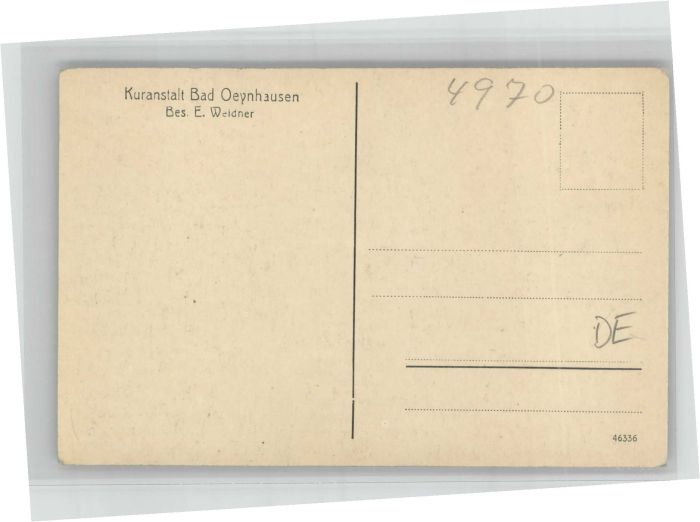 Kuranstalt Bad Oeynhausen
Bes. E. Weidner
4970
DE
46336